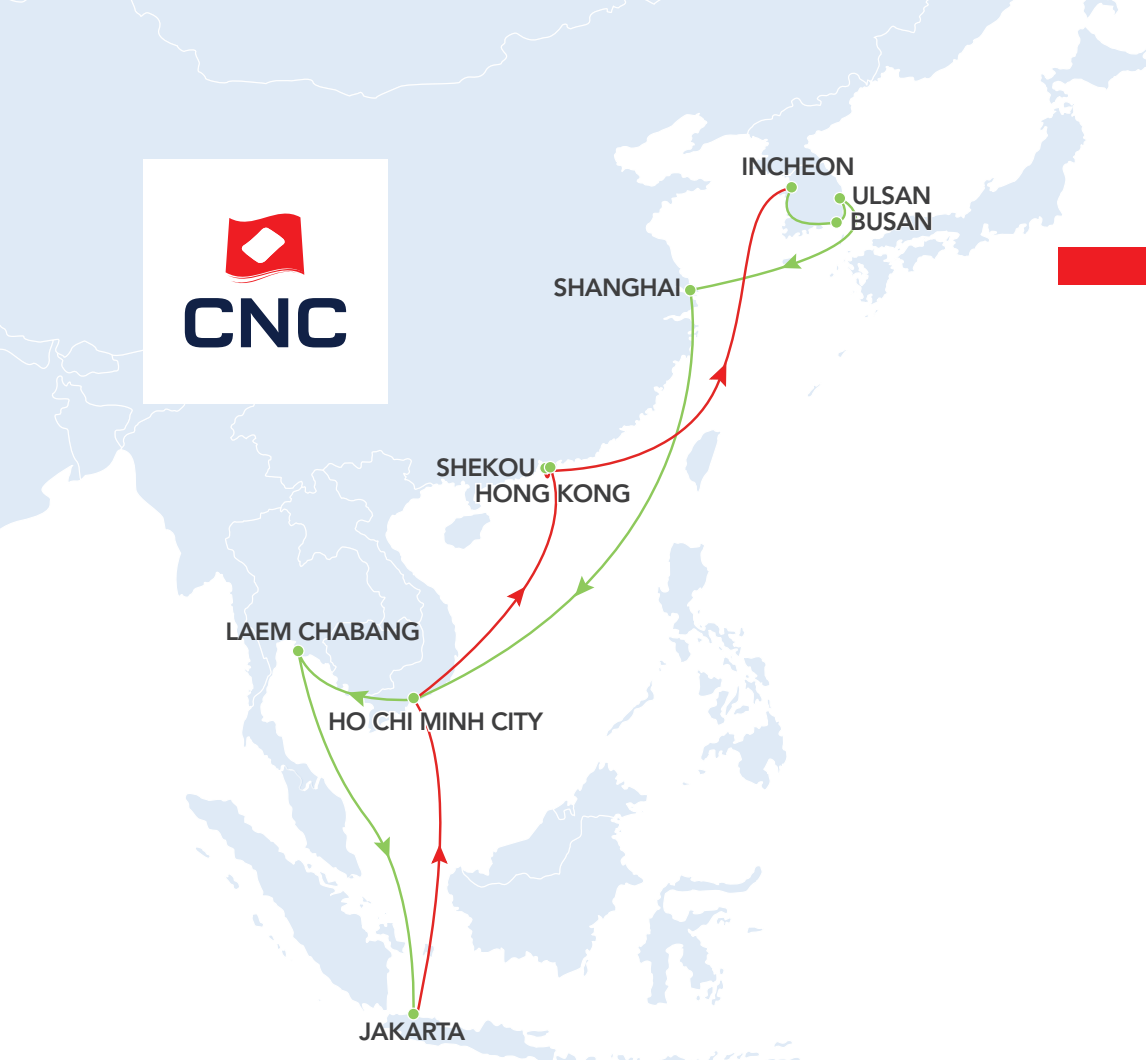 INCHEON
ULSAN
BUSAN
SHANGHAI
CNC
SHEKOU
HONG KONG
LAEM CHABANG
HO CHI MINH CITY
JAKARTA